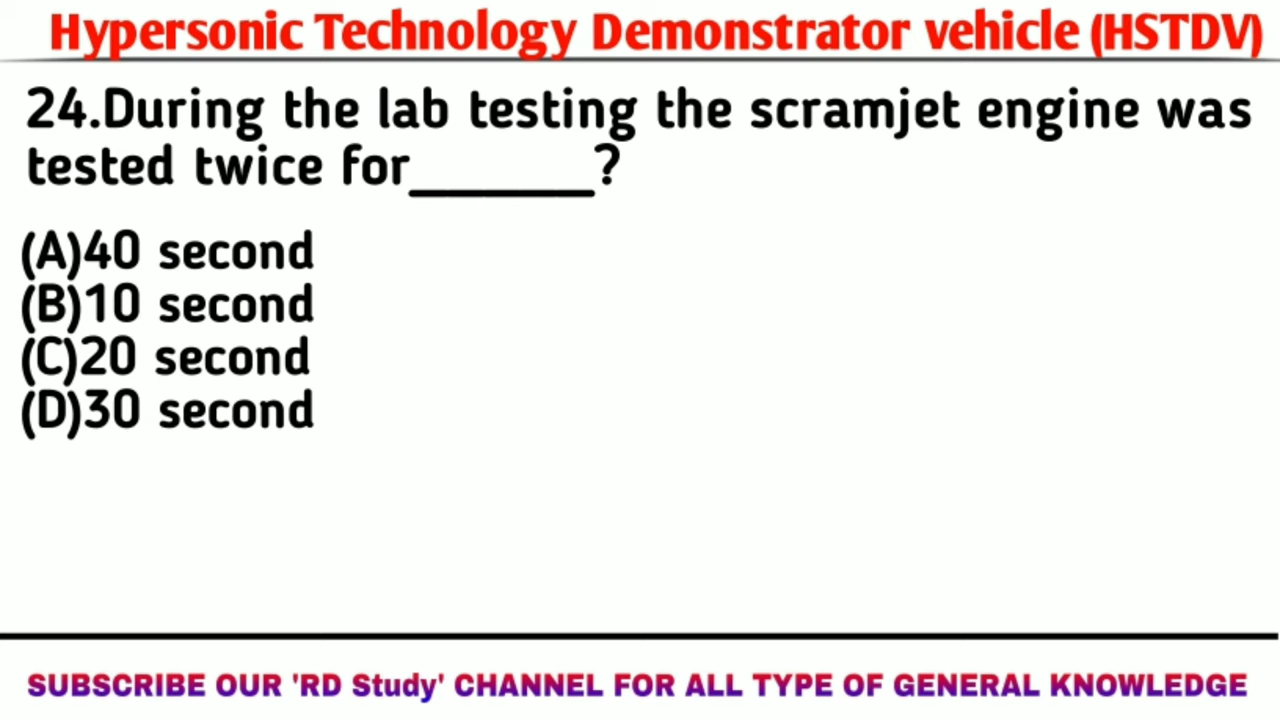 Hypersonic Technology Demonstrator vehicle (HSTDV)
24.During the lab testing the scramjet engine was
tested twice for_______?
(A)40 second
(B)10 second
(C)20 second
(D)30 second
SUBSCRIBE OUR 'RD Study' CHANNEL FOR ALL TYPE OF GENERAL KNOWLEDGE